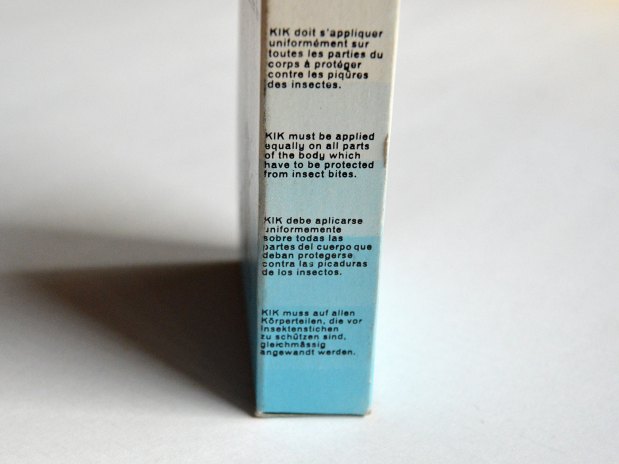 KIK doit s'appliquer
uniformément sur
toutes les parties du
corps à protéger
contre les piqûres
des insectes.
KIK must be applied
equally on all parts
of the body which
have to be protected
from insect bites.
KIK debe aplicarse
uniformemente
sobre todas las
partes del cuerpo que
deban protegerse
contra las picaduras
de los insectos.
KIK muss auf allen
Körperteilen, die vor
Insektenstichen
zu schützen sind,
gleichmässig
angewandt werden.